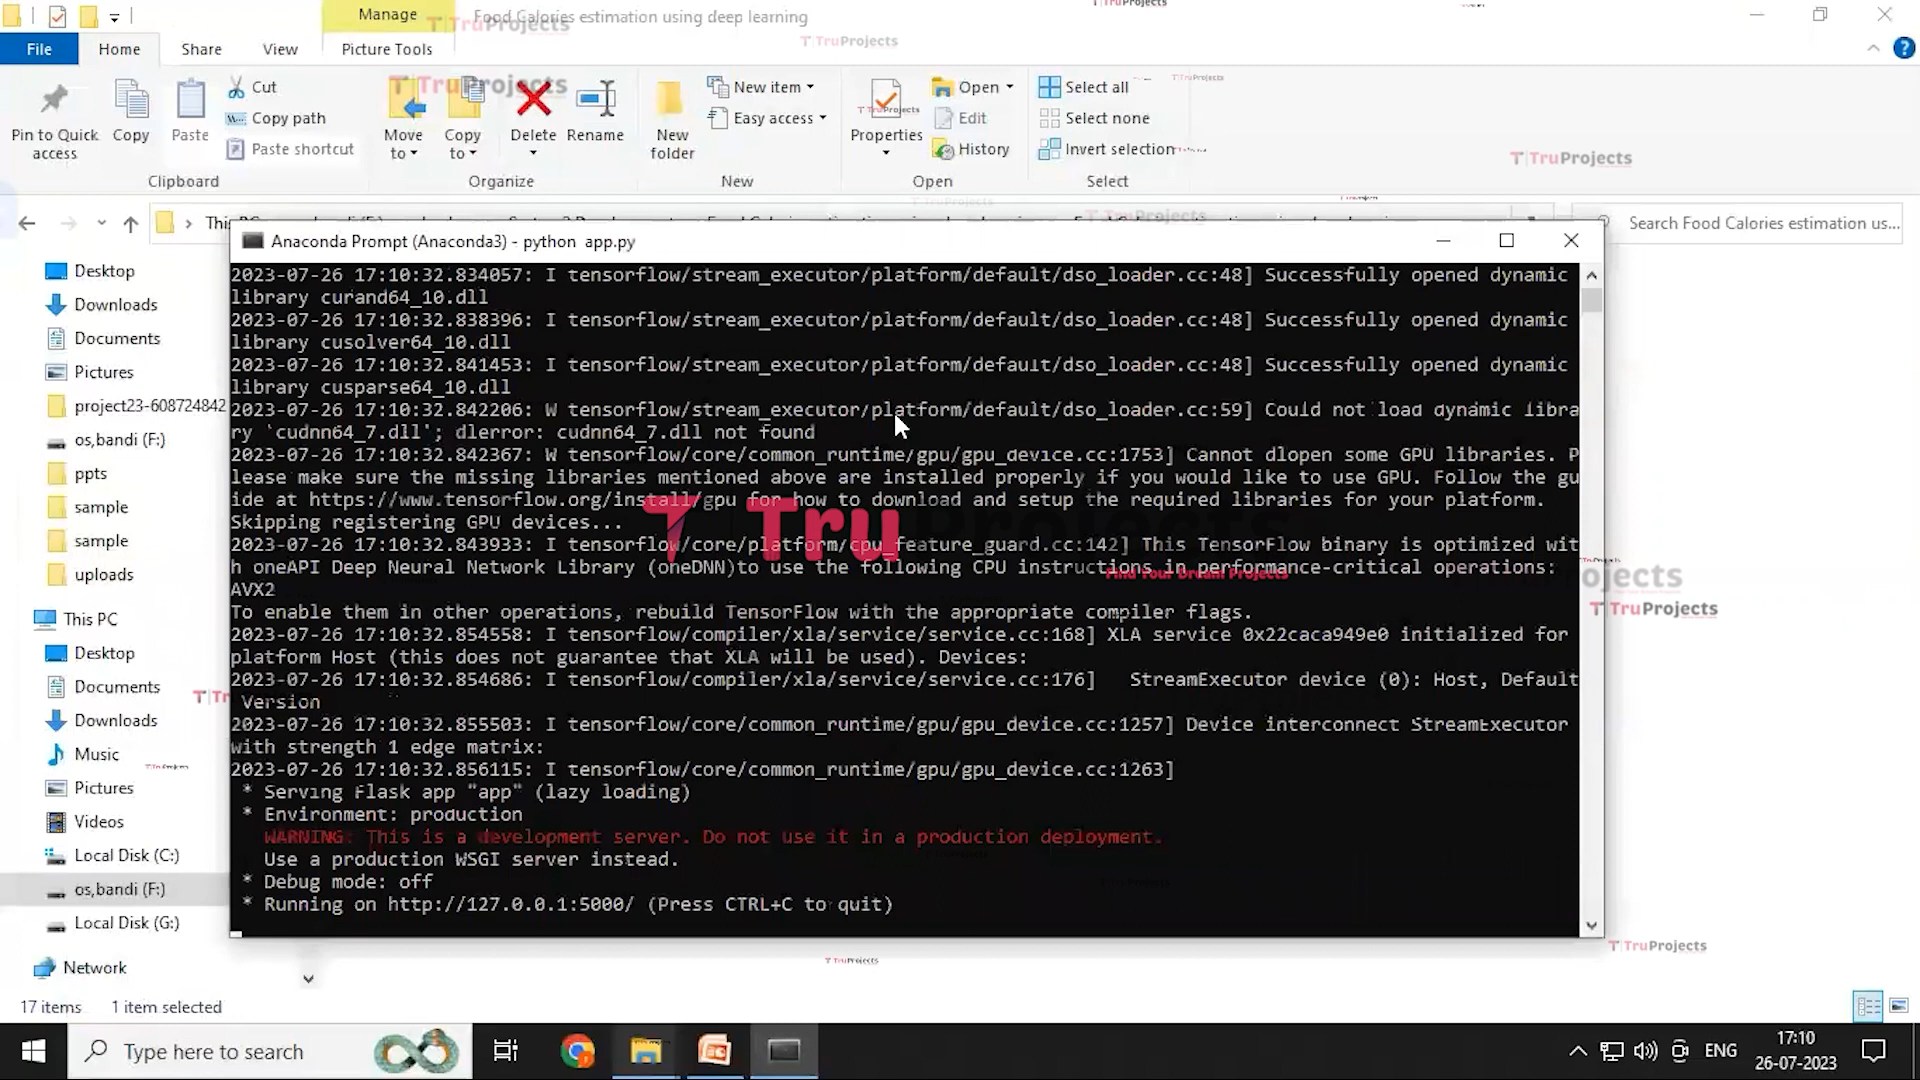 Manage
Food Calories estimation using deep learning
File
Home
Share
View
Picture Tools
Pin to Quick access
Copy
Paste
Cut
Copy path
Paste shortcut
Clipboard
Move to
Copy to
Delete
Rename
Organize
New folder
New item
Easy access
New
Properties
Open
Edit
History
Open
Select all
Select none
Invert selection
Select
Search Food Calories estimation us...
Desktop
Downloads
Documents
Pictures
project23-608724842
os,bandi (F:)
ppts
sample
sample
uploads
This PC
Desktop
Documents
Downloads
Music
Pictures
Videos
Local Disk (C:)
os,bandi (F:)
Local Disk (G:)
Network
Anaconda Prompt (Anaconda3) - python app.py
2023-07-26 17:10:32.834057: I tensorflow/stream_executor/platform/default/dso_loader.cc:48] Successfully opened dynamic
library curand64_10.dll
2023-07-26 17:10:32.838396: I tensorflow/stream_executor/platform/default/dso_loader.cc:48] Successfully opened dynamic
library cusolver64_10.dll
2023-07-26 17:10:32.841453: I tensorflow/stream_executor/platform/default/dso_loader.cc:48] Successfully opened dynamic
library cusparse64_10.dll
2023-07-26 17:10:32.842206: W tensorflow/stream_executor/platform/default/dso_loader.cc:59] Could not load dynamic libra
ry 'cudnn64_7.dll'; dlerror: cudnn64_7.dll not found
2023-07-26 17:10:32.842367: W tensorflow/core/common_runtime/gpu/gpu_device.cc:1753] Cannot dlopen some GPU libraries. P
lease make sure the missing libraries mentioned above are installed properly if you would like to use GPU. Follow the gu
ide at https://www.tensorflow.org/install/gpu for how to download and setup the required libraries for your platform.
Skipping registering GPU devices...
2023-07-26 17:10:32.843933: I tensorflow/core/platform/cpu_feature_guard.cc:142] This TensorFlow binary is optimized wit
h oneAPI Deep Neural Network Library (oneDNN)to use the following CPU instructions in performance-critical operations:
AVX2
To enable them in other operations, rebuild TensorFlow with the appropriate compiler flags.
2023-07-26 17:10:32.854558: I tensorflow/compiler/xla/service/service.cc:168] XLA service 0x22caca949e0 initialized for
platform Host (this does not guarantee that XLA will be used). Devices:
2023-07-26 17:10:32.854686: I tensorflow/compiler/xla/service/service.cc:176] StreamExecutor device (0): Host, Default
Version
2023-07-26 17:10:32.855503: I tensorflow/core/common_runtime/gpu/gpu_device.cc:1257] Device interconnect StreamExecutor
with strength 1 edge matrix:
2023-07-26 17:10:32.856115: I tensorflow/core/common_runtime/gpu/gpu_device.cc:1263]
* Serving Flask app "app" (lazy loading)
* Environment: production
WARNING: This is a development server. Do not use it in a production deployment.
Use a production WSGI server instead.
* Debug mode: off
* Running on http://127.0.0.1:5000/ (Press CTRL+C to quit)
TruProjects
Find Your Dream Projects
TruProjects
TruProjects
TruProjects
TruProjects
TruProjects
17 items
1 item selected
Type here to search
ENG
17:10
26-07-2023